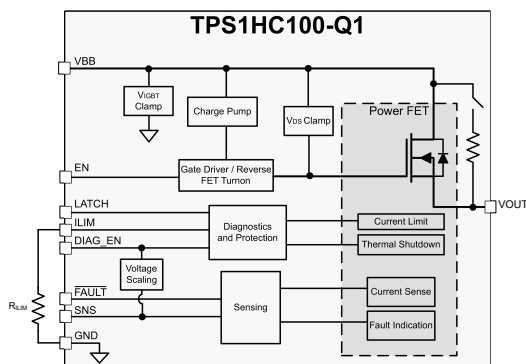 TPS1HC100-Q1
VBB
VIGBT
Clamp
Charge Pump
VDS Clamp
Power FET
EN
Gate Driver / Reverse
FET Turnon
VOUT
LATCH
ILIM
DIAG_EN
Diagnostics
and Protection
Current Limit
Thermal Shutdown
Voltage
Scaling
FAULT
SNS
Sensing
Current Sense
Fault Indication
RILIM
GND